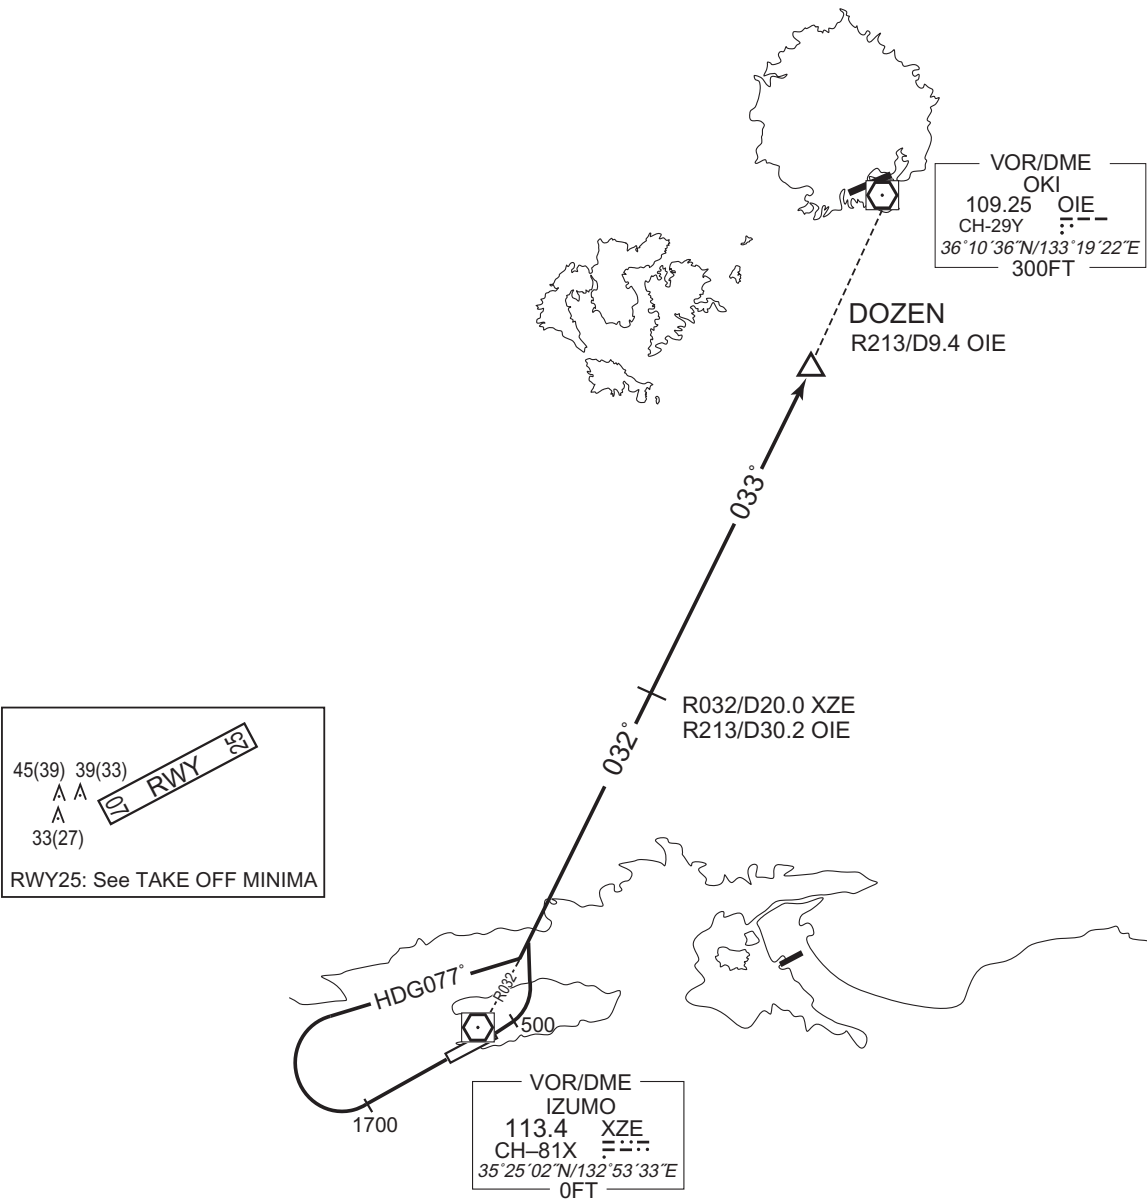 VOR/DME
OKI
109.25 OIE
CH-29Y
36°10´36˝N/133°19´22˝E
300FT
DOZEN
R213/D9.4 OIE
033°
R032/D20.0 XZE
R213/D30.2 OIE
032°
45(39) 39(33)
33(27)
07 RWY 25
RWY25: See TAKE OFF MINIMA
HDG077°
R032
500
1700
VOR/DME
IZUMO
113.4 XZE
CH–81X
35°25´02˝N/132°53´33˝E
0FT